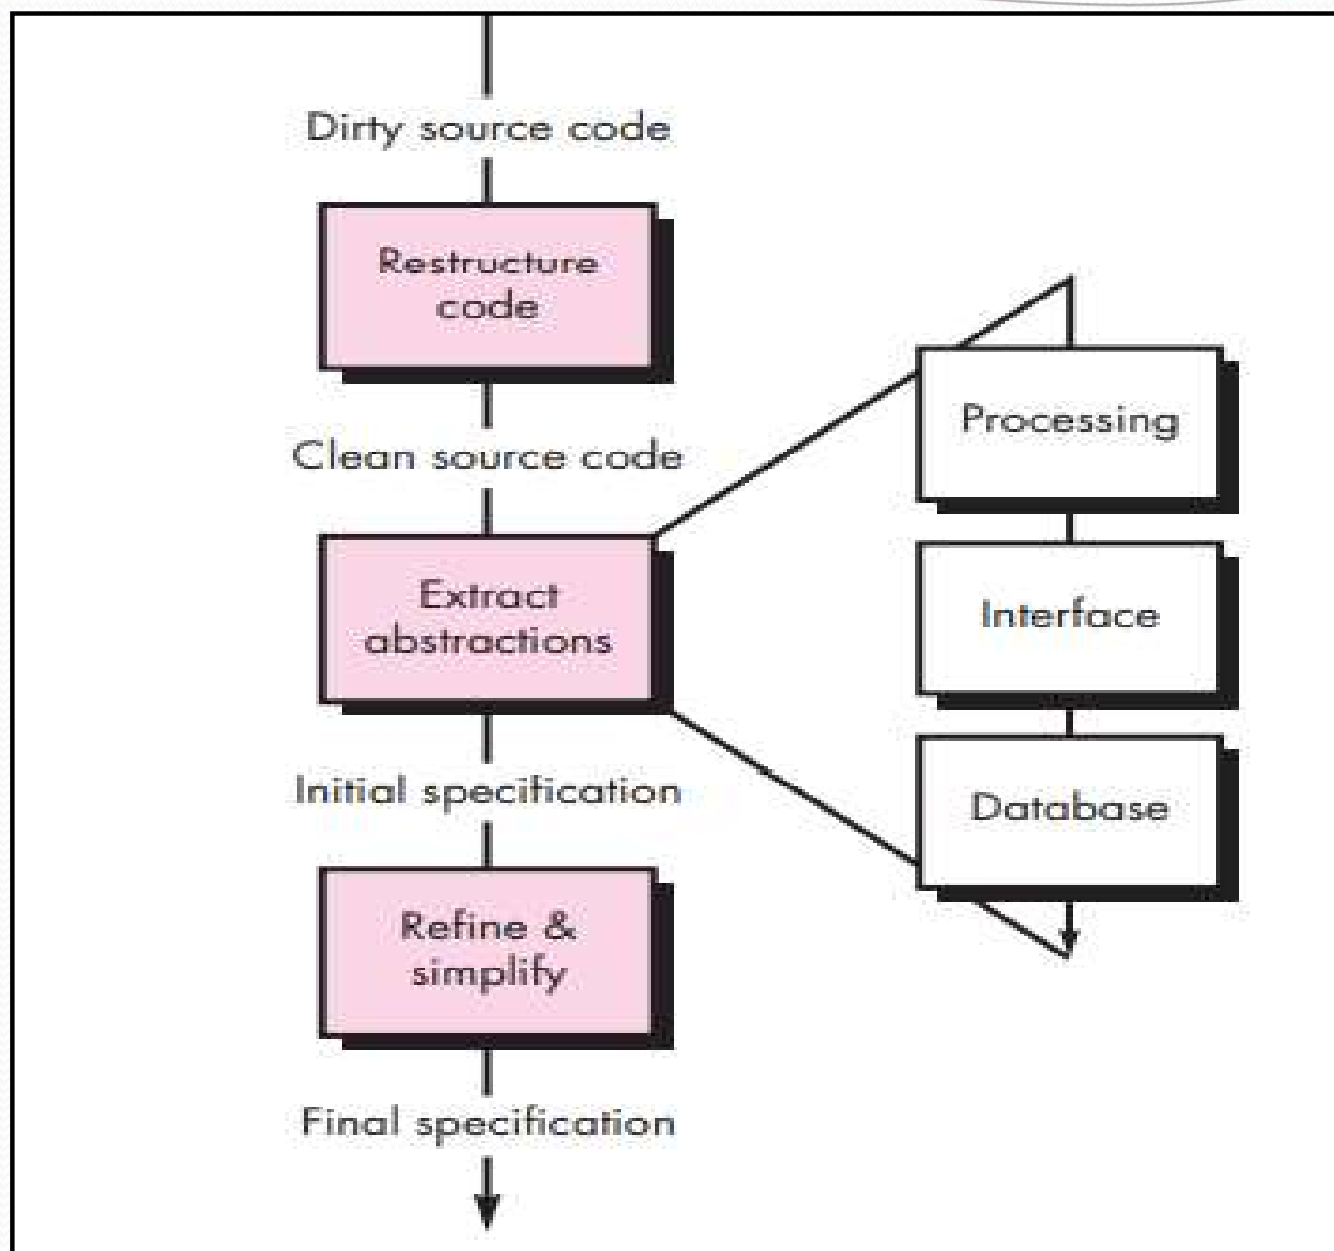 Dirty source code
Restructure
code
Clean source code
Extract
abstractions
Initial specification
Refine &
simplify
Final specification
Processing
Interface
Database